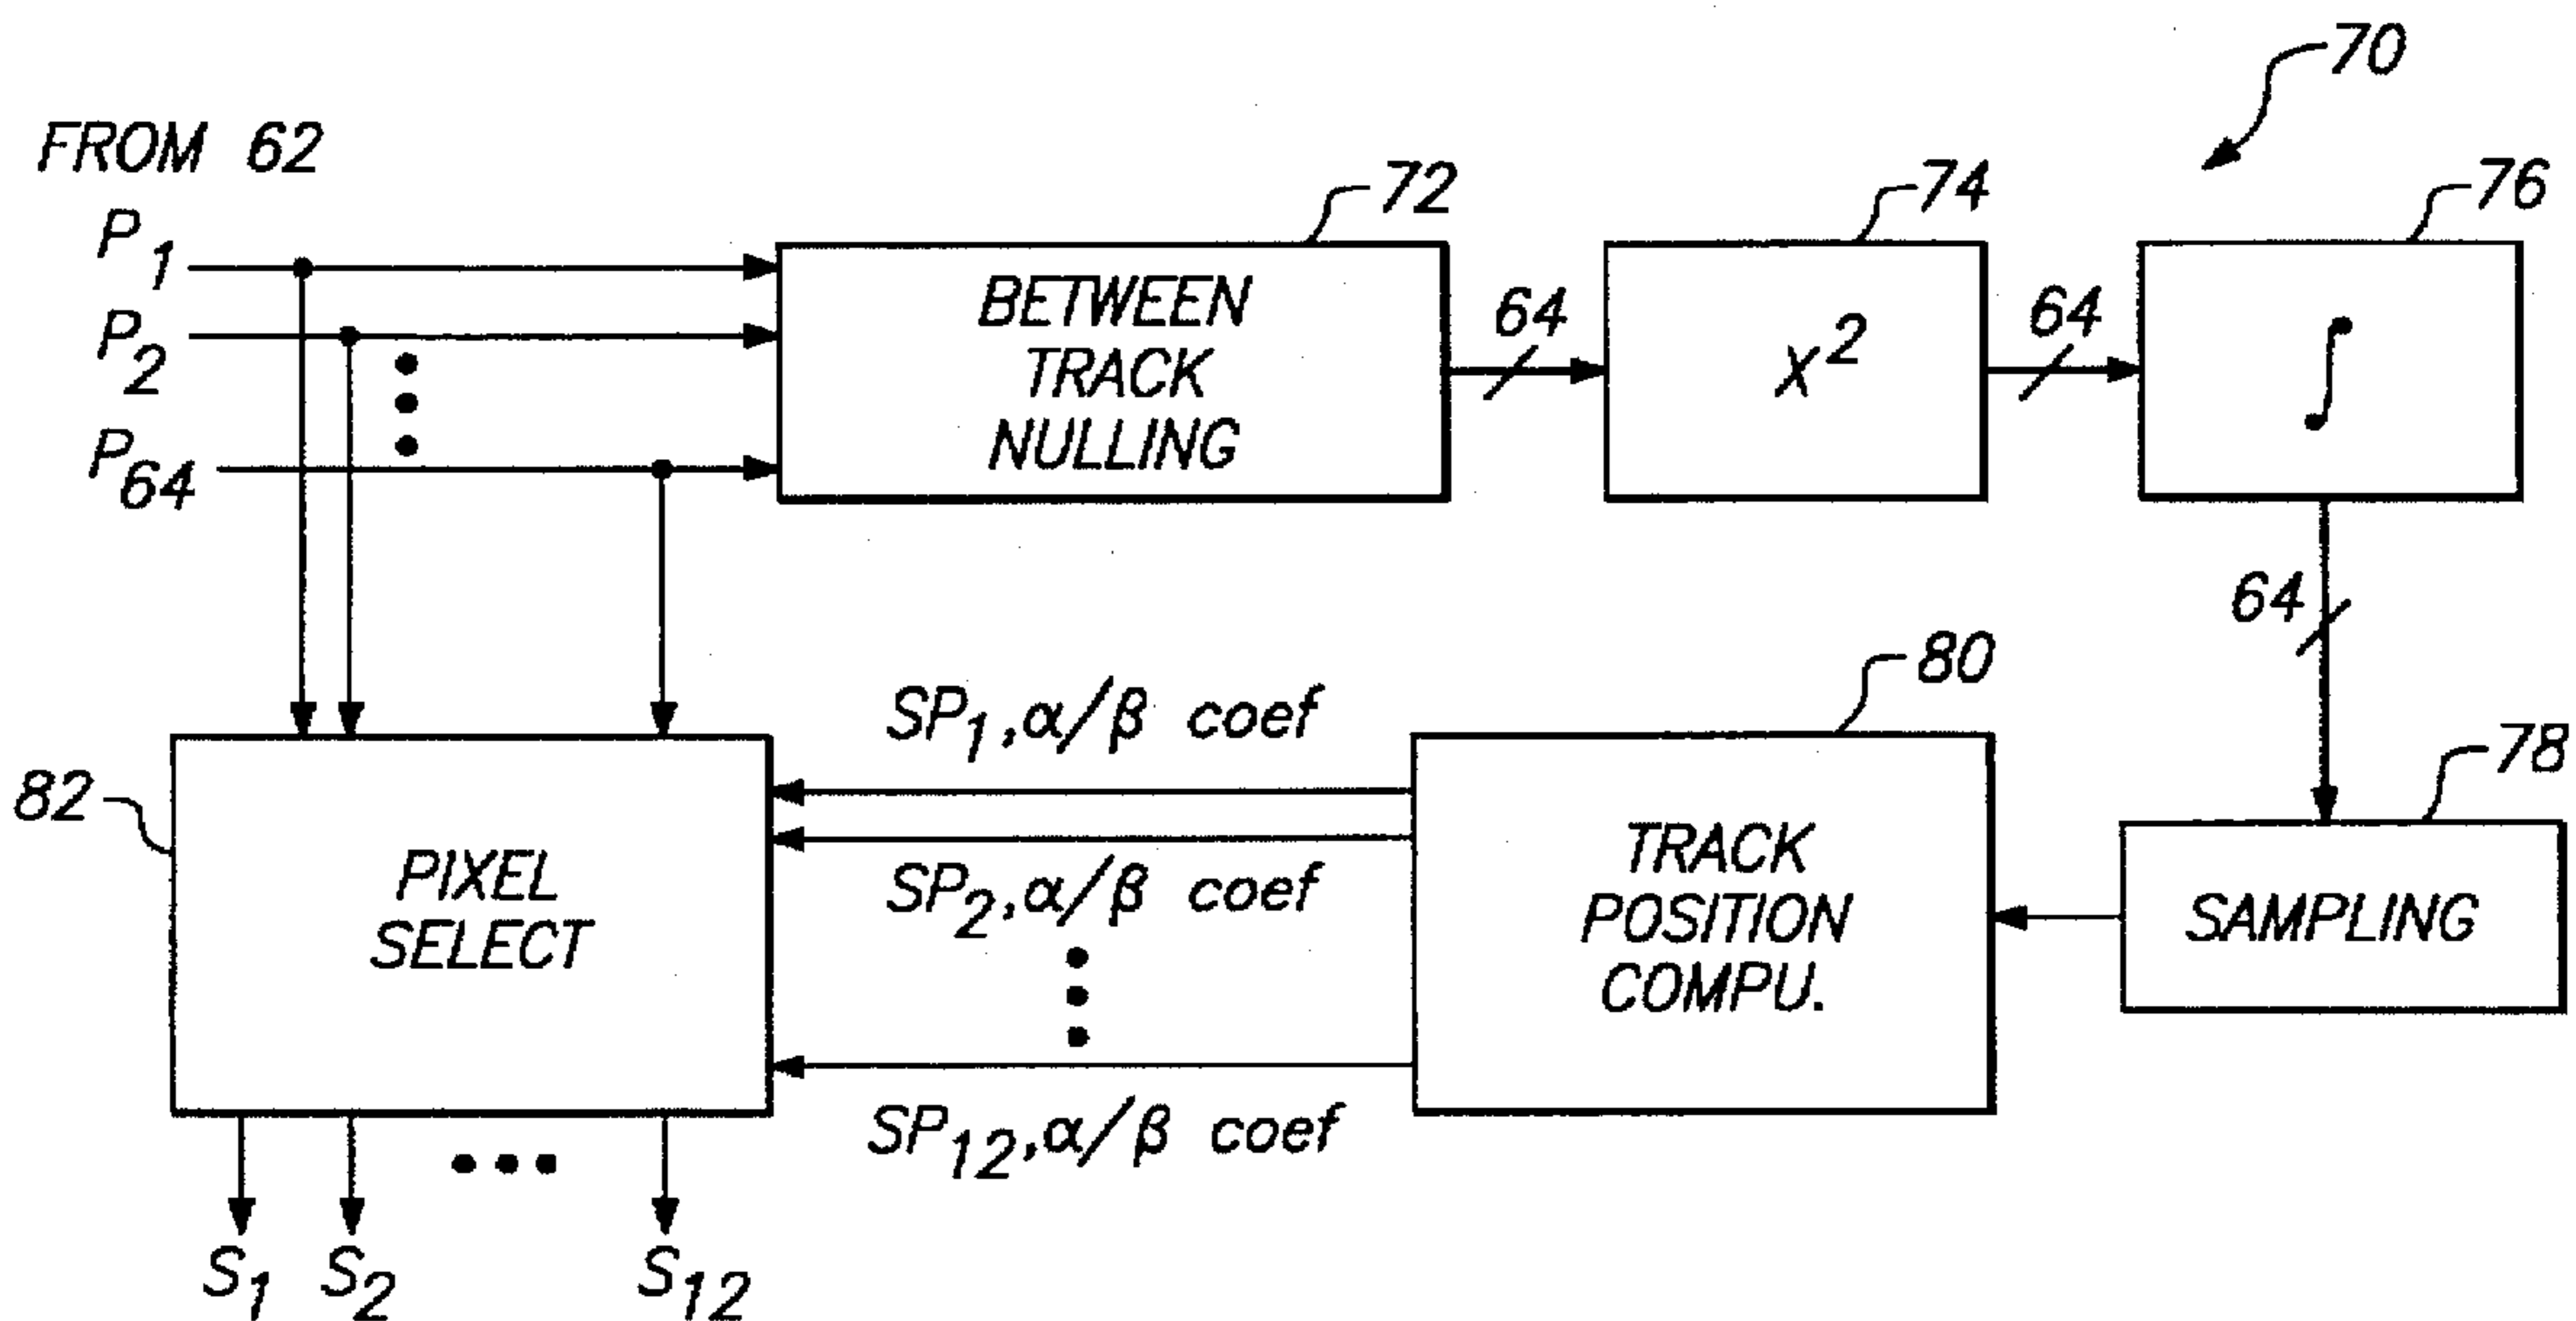 70
FROM 62
72
74
76
P1
P2
P64
BETWEEN
TRACK
NULLING
64
X2
64
∫
64
80
SP1,α/β coef
78
82
PIXEL
SELECT
SP2,α/β coef
TRACK
POSITION
COMPU.
SAMPLING
SP12,α/β coef
S1 S2 S12